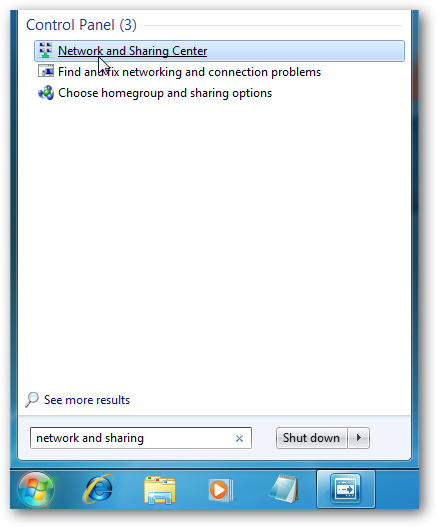 Control Panel (3)
Network and Sharing Center
Find and fix networking and connection problems
Choose homegroup and sharing options
See more results
network and sharing
Shut down